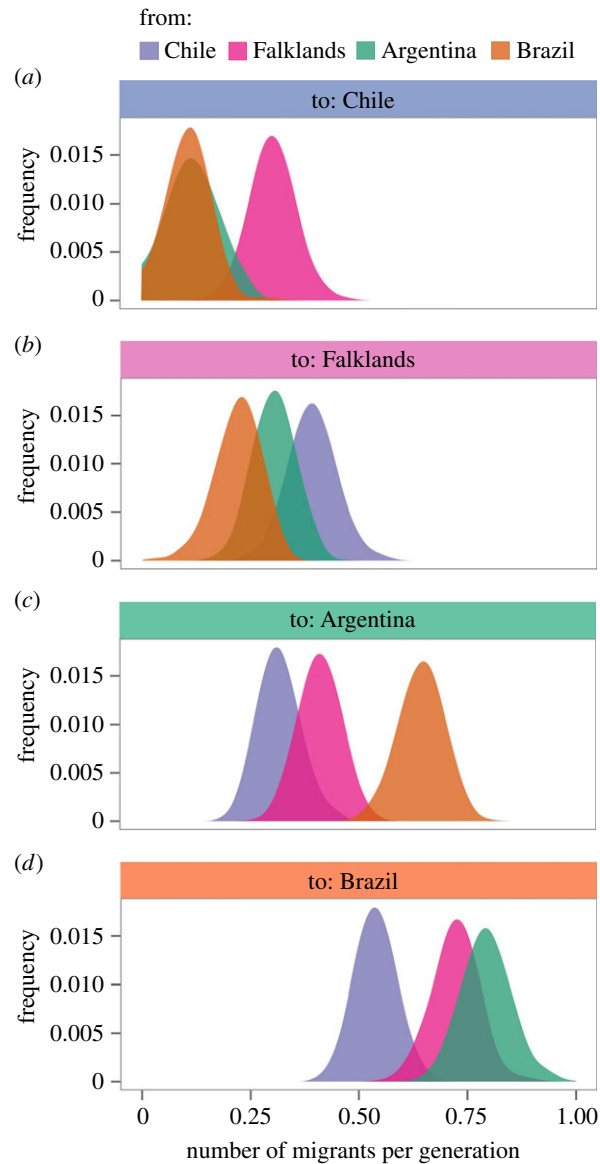 from:
Chile Falklands Argentina Brazil
(a)
to: Chile
frequency
0.015
0.010
0.005
0
(b)
to: Falklands
frequency
0.015
0.010
0.005
0
(c)
to: Argentina
frequency
0.015
0.010
0.005
0
(d)
to: Brazil
frequency
0.015
0.010
0.005
0
0 0.25 0.50 0.75 1.00
number of migrants per generation